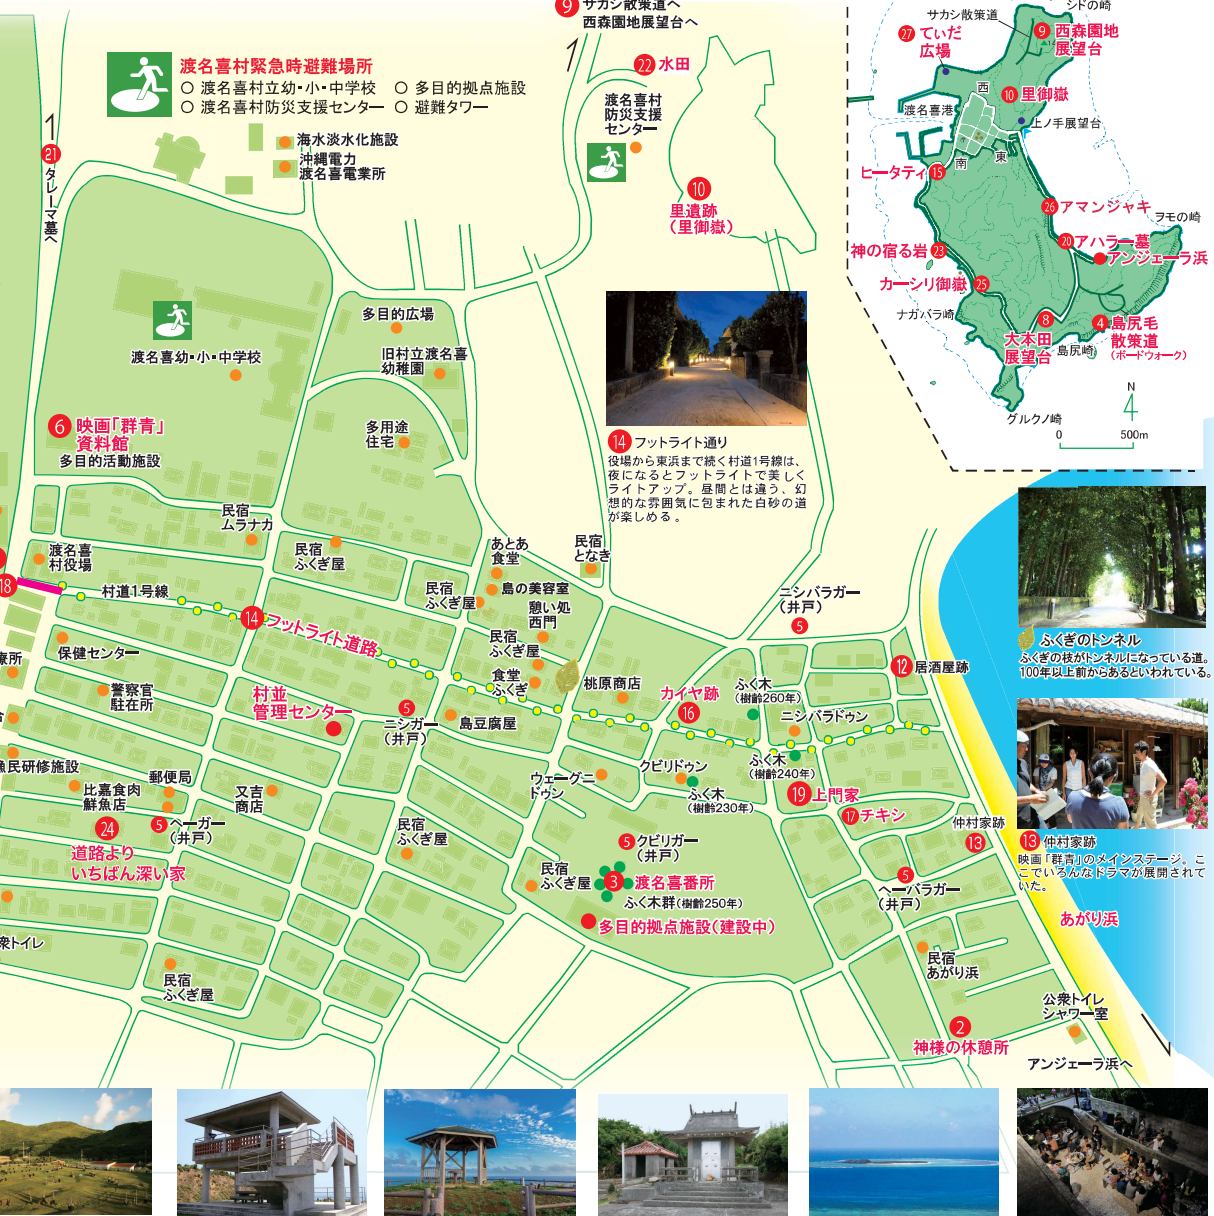 9 サカシ散策道へ
西森園地展望台へ
渡名喜村緊急時避難場所
○ 渡名喜村立幼・小・中学校 ○ 多目的拠点施設
○ 渡名喜村防災支援センター ○ 避難タワー
21
タレーマ墓へ
海水淡水化施設
沖縄電力
渡名喜電業所
22 水田
渡名喜村
防災支援
センター
10
里遺跡
(里御嶽)
シドの崎
サカシ散策道
27 てぃだ
広場
9 西森園地
展望台
10 里御嶽
西
渡名喜港
上ノ手展望台
南
東
ヒータティ 15
26 アマンジャキ
ヲモの崎
20 アハラー墓
アンジェーラ浜
神の宿る岩 23
カーシリ御嶽 25
ナガバラ崎
8
大本田
展望台
4 島尻毛
散策道
(ボードウォーク)
島尻崎
グルクノ崎
N
0 500m
渡名喜幼・小・中学校
多目的広場
旧村立渡名喜
幼稚園
多用途
住宅
6 映画「群青」
資料館
多目的活動施設
14 フットライト通り
役場から東浜まで続く村道1号線は、
夜になるとフットライトで美しく
ライトアップ。昼間とは違う、幻
想的な雰囲気に包まれた白砂の道
が楽しめる。
民宿
ムラナカ
渡名喜
村役場
民宿
ふくぎ屋
あとあ
食堂
民宿
となき
18
村道1号線
民宿
ふくぎ屋
島の美容室
憩い処
西門
ニシバラガー
(井戸)
5
14 フットライト道路
民宿
ふくぎ屋
保健センター
療所
食堂
ふくぎ
桃原商店
12 居酒屋跡
ふくぎのトンネル
ふくぎの枝がトンネルになっている道。
100年以上前からあるといわれている。
警察官
駐在所
村並
管理センター
5
ニシガー
(井戸)
島豆腐屋
カイヤ跡
16
ふく木
(樹齢260年)
ニシバラドゥン
漁民研修施設
郵便局
比嘉食肉
鮮魚店
又吉
商店
ウェーグニ
ドゥン
クビリドゥン
ふく木
(樹齢240年)
ふく木
(樹齢230年)
19 上門家
17 チキシ
24
道路より
いちばん深い家
5 ヘーガー
(井戸)
民宿
ふくぎ屋
5 クビリガー
(井戸)
仲村家跡
13
13 仲村家跡
映画「群青」のメインステージ。こ
こでいろんなドラマが展開されて
いた。
民宿
ふくぎ屋
3 渡名喜番所
ふく木群(樹齢250年)
5
ヘーバラガー
(井戸)
多目的拠点施設(建設中)
あがり浜
衆トイレ
民宿
ふくぎ屋
民宿
あがり浜
公衆トイレ
シャワー室
2
神様の休憩所
アンジェーラ浜へ